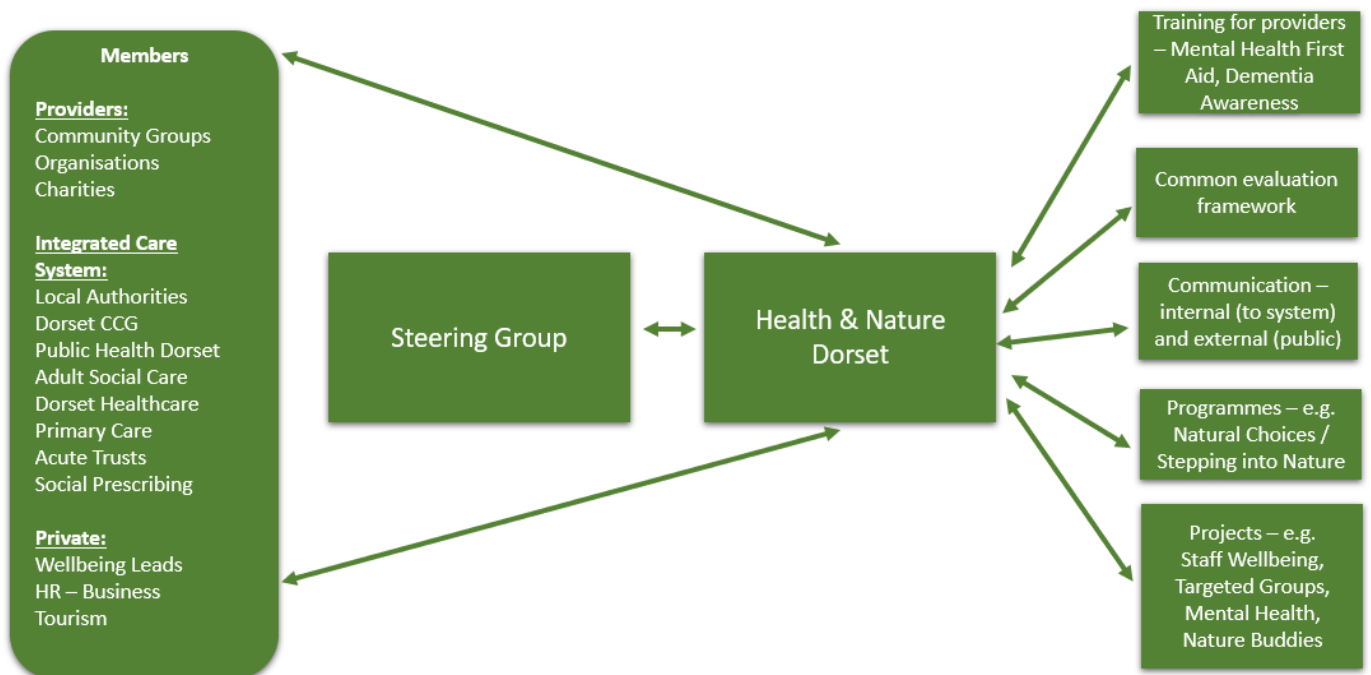 Members
Providers:
Community Groups
Organisations
Charities
Integrated Care
System:
Local Authorities
Dorset CCG
Public Health Dorset
Adult Social Care
Dorset Healthcare
Primary Care
Acute Trusts
Social Prescribing
Private:
Wellbeing Leads
HR – Business
Tourism
Steering Group
Health & Nature
Dorset
Training for providers
– Mental Health First
Aid, Dementia
Awareness
Common evaluation
framework
Communication –
internal (to system)
and external (public)
Programmes – e.g.
Natural Choices /
Stepping into Nature
Projects – e.g.
Staff Wellbeing,
Targeted Groups,
Mental Health,
Nature Buddies